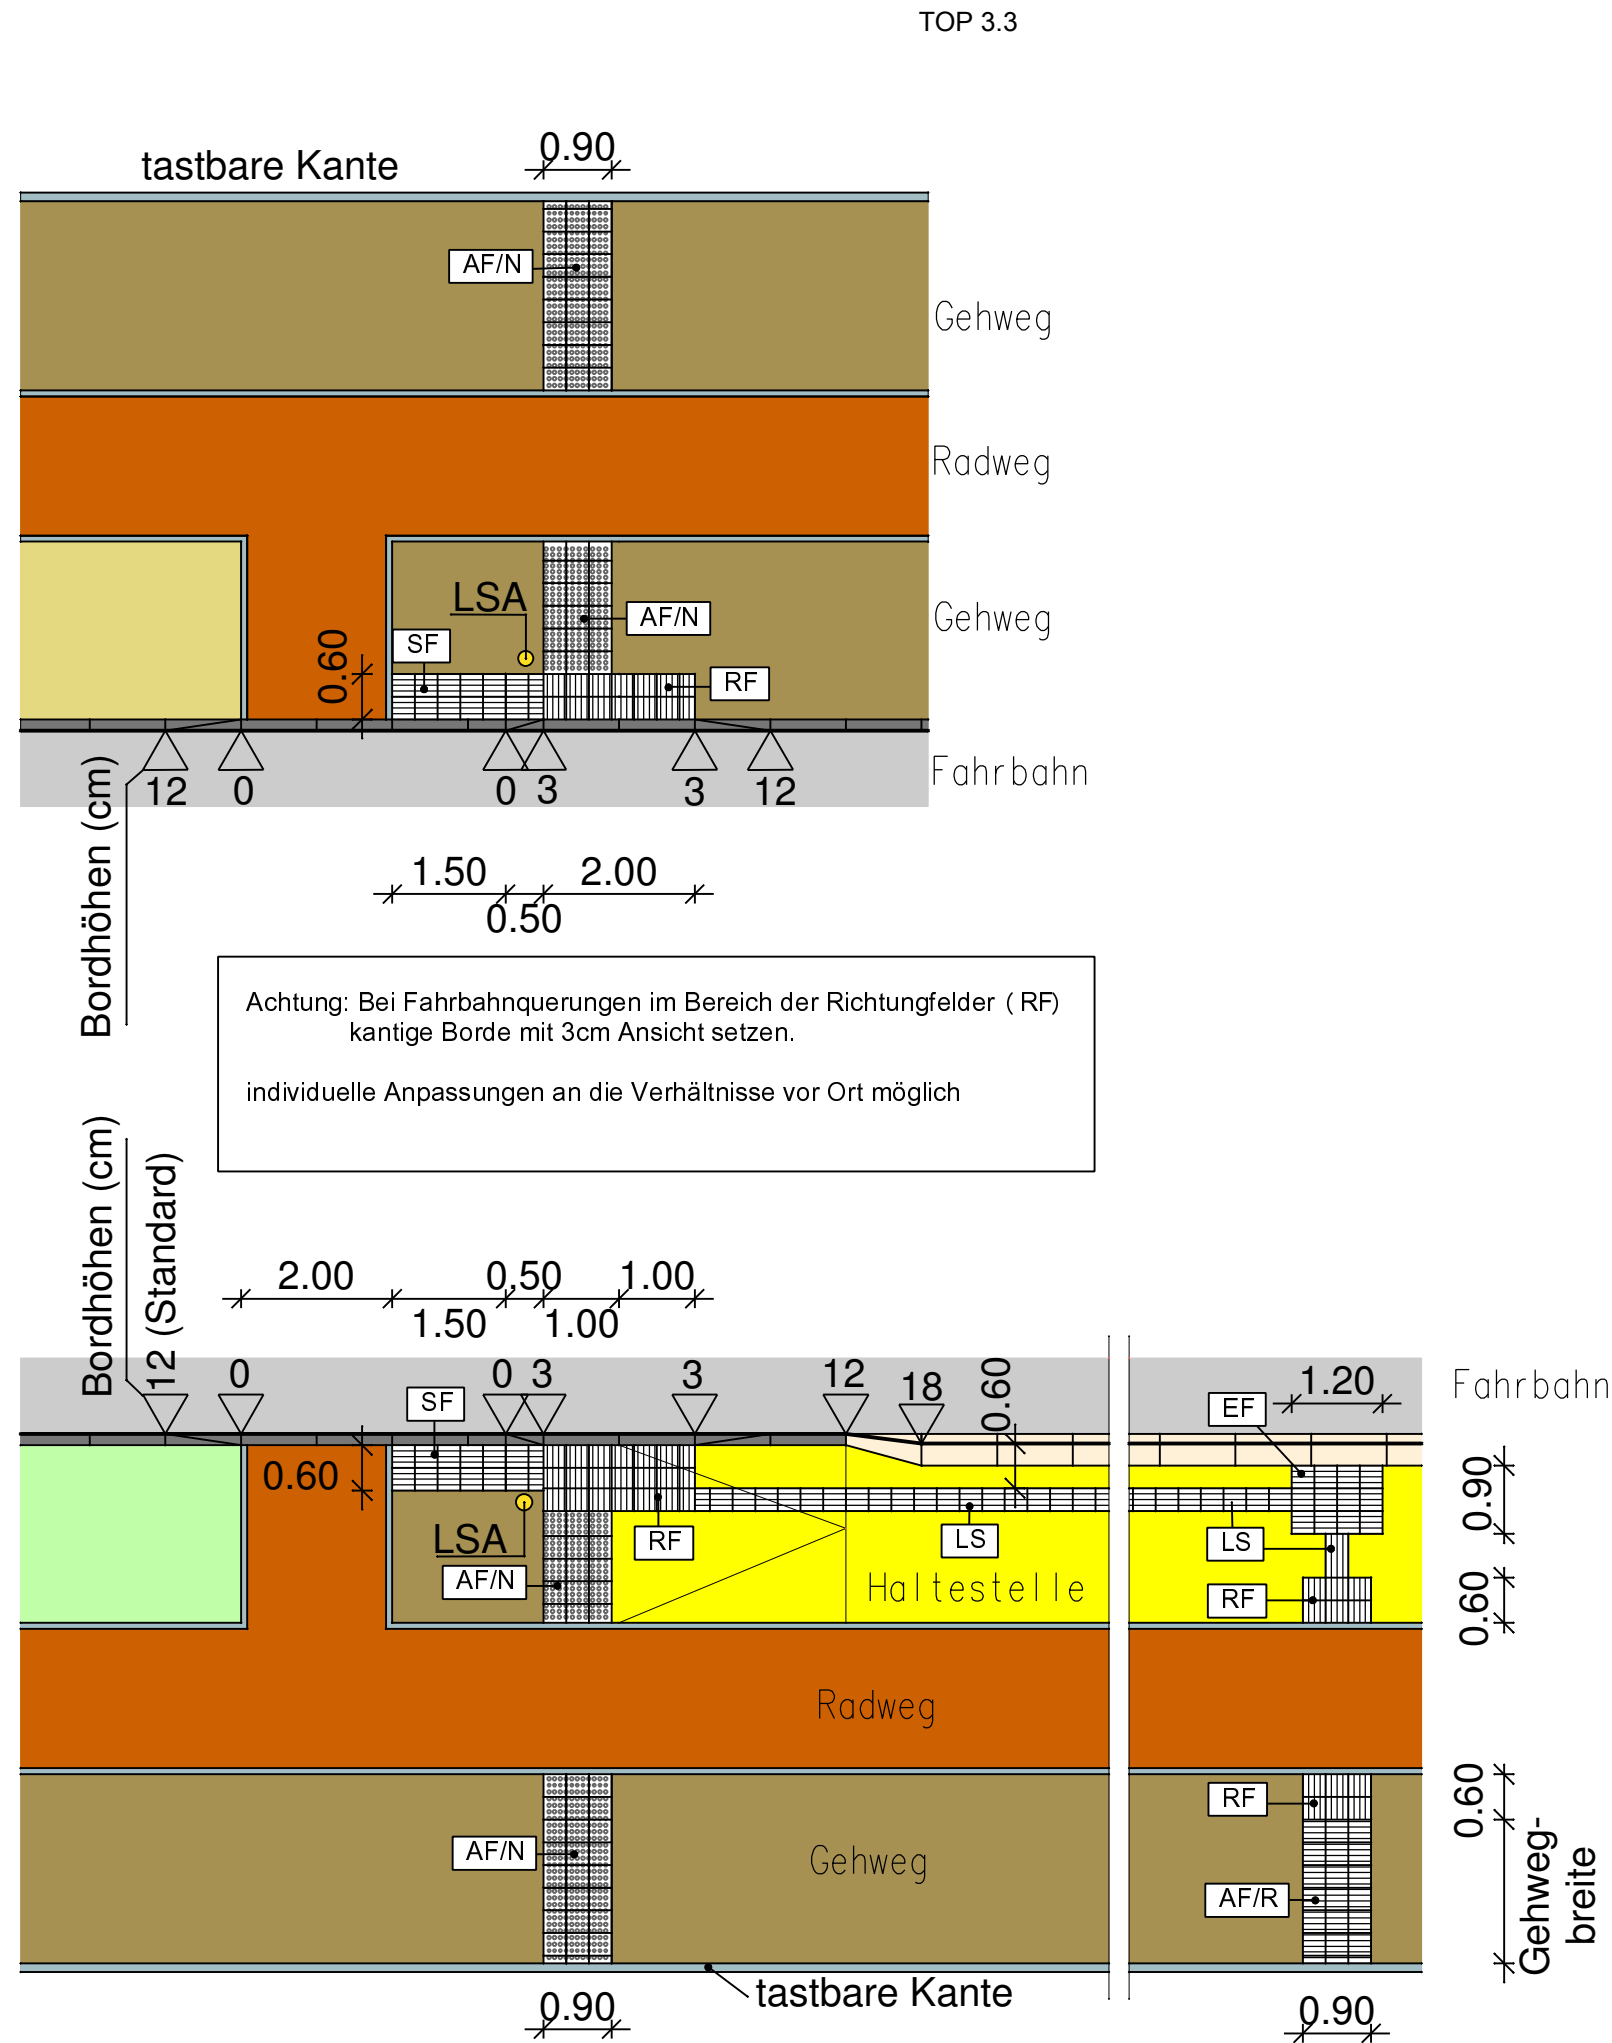 TOP 3.3
0.90
tastbare Kante
AF/N
Gehweg
Radweg
LSA
AF/N
Gehweg
SF
0.60
RF
Fahrbahn
12 0 0 3 3 12
Bordhöhen (cm)
1.50 2.00
0.50
Achtung: Bei Fahrbahnquerungen im Bereich der Richtungfelder ( RF)
kantige Borde mit 3cm Ansicht setzen.
individuelle Anpassungen an die Verhältnisse vor Ort möglich
Bordhöhen (cm)
12 (Standard)
2.00 0.50 1.00
1.50 1.00
0 0 3 3 12 18
0.60
1.20
Fahrbahn
SF
EF
0.60
0.90
LSA
RF
LS
LS
AF/N
Haltestelle
RF
0.60
Radweg
RF
0.60
AF/N
Gehweg
AF/R
Gehweg-
breite
tastbare Kante
0.90
0.90